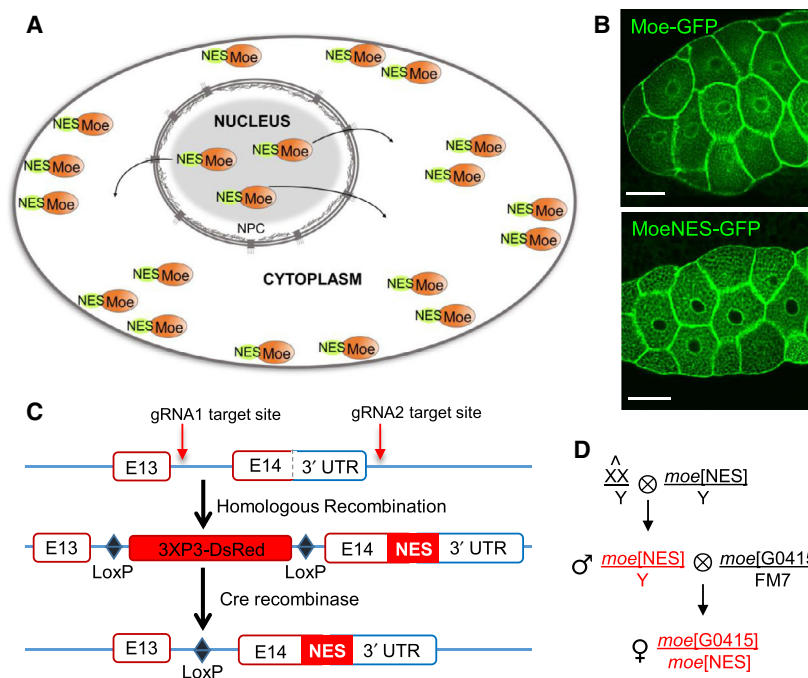 A
NES Moe
NES Moe
NES Moe
NES Moe
NUCLEUS
NES Moe
NES Moe
NES Moe
NES Moe
NES Moe
NES Moe
NES Moe
NES Moe
NPC
NES Moe
NES Moe
CYTOPLASM
NES Moe
NES Moe
NES Moe
NES Moe
NES Moe
NES Moe
NES Moe
B
Moe-GFP
MoeNES-GFP
C
gRNA1 target site
gRNA2 target site
E13
E14
3′ UTR
Homologous Recombination
E13
3XP3-DsRed
E14
NES
3′ UTR
LoxP
LoxP
Cre recombinase
E13
E14
NES
3′ UTR
LoxP
D
^
XX
Y
⊗
moe[NES]
Y
♂
moe[NES]
Y
⊗
moe[G0415
FM7
♀
moe[G0415]
moe[NES]